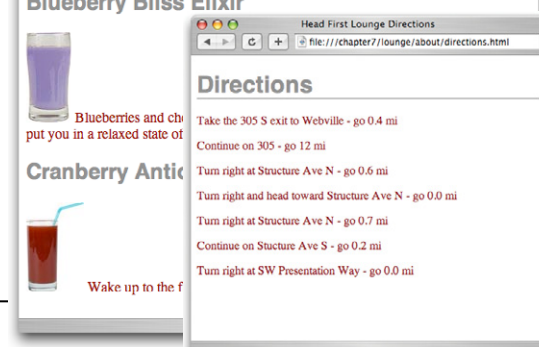 Blueberry Bliss Elixir
Blueberries and
put you in a relaxed state of
Cranberry
Wake up to the
Head First Lounge Directions
file:///chapter7/lounge/about/directions.html
Directions
Take the 305 S exit to Webville - go 0.4 mi
Continue on 305 - go 12 mi
Turn right at Structure Ave N - go 0.6 mi
Turn right and head toward Structure Ave N - go 0.0 mi
Turn right at Structure Ave N - go 0.7 mi
Continue on Stucture Ave S - go 0.2 mi
Turn right at SW Presentation Way - go 0.0 mi